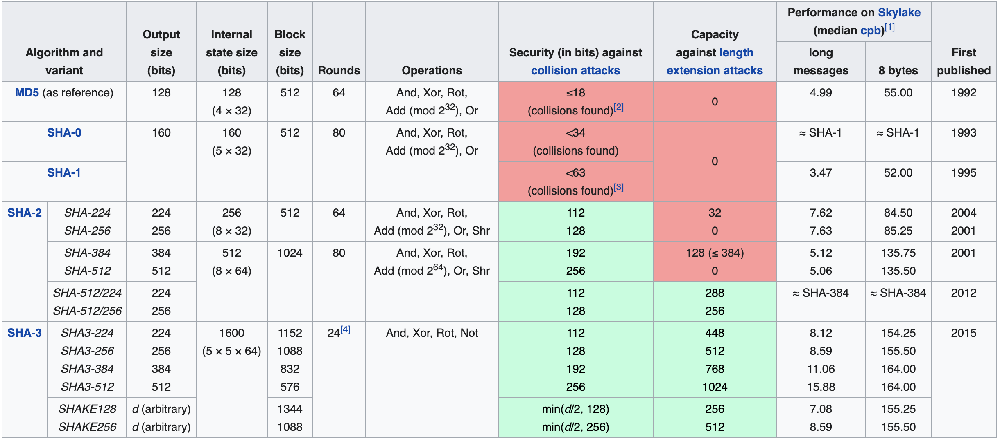 Algorithm and
variant
Output
size
(bits)
Internal
state size
(bits)
Block
size
(bits)
Rounds
Operations
Security (in bits) against
collision attacks
Capacity
against length
extension attacks
Performance on Skylake
(median cpb)[1]
long
messages
8 bytes
First
published
MD5 (as reference)
128
128
(4 × 32)
512
64
And, Xor, Rot,
Add (mod 2^32), Or
≤18
(collisions found)[2]
0
4.99
55.00
1992
SHA-0
160
160
(5 × 32)
512
80
And, Xor, Rot,
Add (mod 2^32), Or
<34
(collisions found)
0
≈ SHA-1
≈ SHA-1
1993
SHA-1
<63
(collisions found)[3]
3.47
52.00
1995
SHA-2
SHA-224
SHA-256
224
256
256
(8 × 32)
512
64
And, Xor, Rot,
Add (mod 2^32), Or, Shr
112
128
32
0
7.62
7.63
84.50
85.25
2004
2001
SHA-384
SHA-512
384
512
512
(8 × 64)
1024
80
And, Xor, Rot,
Add (mod 2^64), Or, Shr
192
256
128 (≤ 384)
0
5.12
5.06
135.75
135.50
2001
SHA-512/224
SHA-512/256
224
256
112
128
288
256
≈ SHA-384
≈ SHA-384
2012
SHA-3
SHA3-224
SHA3-256
SHA3-384
SHA3-512
224
256
384
512
1600
(5 × 5 × 64)
1152
1088
832
576
24[4]
And, Xor, Rot, Not
112
128
192
256
448
512
768
1024
8.12
8.59
11.06
15.88
154.25
155.50
164.00
164.00
2015
SHAKE128
SHAKE256
d (arbitrary)
d (arbitrary)
1344
1088
min(d/2, 128)
min(d/2, 256)
256
512
7.08
8.59
155.25
155.50